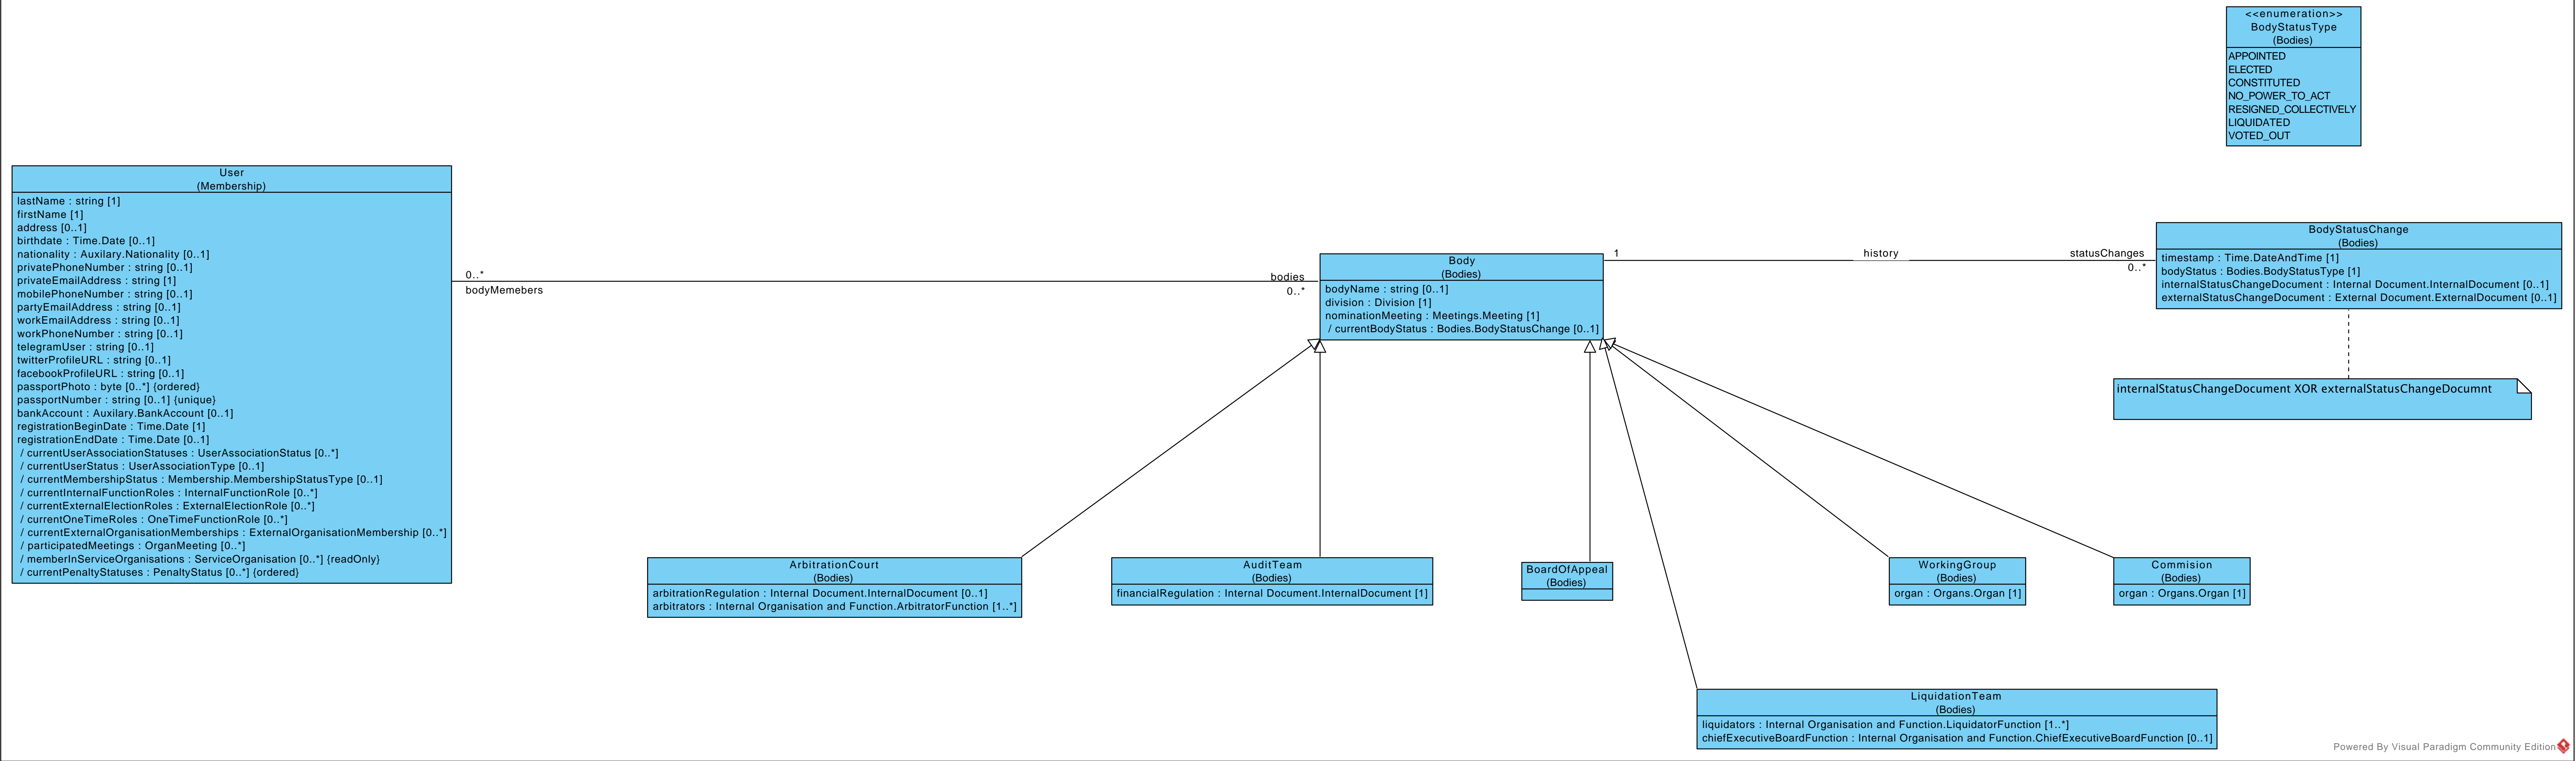 <<enumeration>>
BodyStatusType
(Bodies)
APPOINTED
ELECTED
CONSTITUTED
NO_POWER_TO_ACT
RESIGNED_COLLECTIVELY
LIQUIDATED
VOTED_OUT
User
(Membership)
lastName : string [1]
firstName [1]
address [0..1]
birthdate : Time.Date [0..1]
nationality : Auxilary.Nationality [0..1]
privatePhoneNumber : string [0..1]
privateEmailAddress : string [1]
mobilePhoneNumber : string [0..1]
partyEmailAddress : string [0..1]
workEmailAddress : string [0..1]
workPhoneNumber : string [0..1]
telegramUser : string [0..1]
twitterProfileURL : string [0..1]
facebookProfileURL : string [0..1]
passportPhoto : byte [0..*] {ordered}
passportNumber : string [0..1] {unique}
bankAccount : Auxilary.BankAccount [0..1]
registrationBeginDate : Time.Date [1]
registrationEndDate : Time.Date [0..1]
/ currentUserAssociationStatuses : UserAssociationStatus [0..*]
/ currentUserStatus : UserAssociationType [0..1]
/ currentMembershipStatus : Membership.MembershipStatusType [0..1]
/ currentInternalFunctionRoles : InternalFunctionRole [0..*]
/ currentExternalElectionRoles : ExternalElectionRole [0..*]
/ currentOneTimeRoles : OneTimeFunctionRole [0..*]
/ currentExternalOrganisationMemberships : ExternalOrganisationMembership [0..*]
/ participatedMeetings : OrganMeeting [0..*]
/ memberInServiceOrganisations : ServiceOrganisation [0..*] {readOnly}
/ currentPenaltyStatuses : PenaltyStatus [0..*] {ordered}
0..*
bodyMemebers
bodies
0..*
Body
(Bodies)
bodyName : string [0..1]
division : Division [1]
nominationMeeting : Meetings.Meeting [1]
/ currentBodyStatus : Bodies.BodyStatusChange [0..1]
1
history
statusChanges
0..*
BodyStatusChange
(Bodies)
timestamp : Time.DateAndTime [1]
bodyStatus : Bodies.BodyStatusType [1]
internalStatusChangeDocument : Internal Document.InternalDocument [0..1]
externalStatusChangeDocument : External Document.ExternalDocument [0..1]
internalStatusChangeDocument XOR externalStatusChangeDocumnt
ArbitrationCourt
(Bodies)
arbitrationRegulation : Internal Document.InternalDocument [0..1]
arbitrators : Internal Organisation and Function.ArbitratorFunction [1..*]
AuditTeam
(Bodies)
financialRegulation : Internal Document.InternalDocument [1]
BoardOfAppeal
(Bodies)
WorkingGroup
(Bodies)
organ : Organs.Organ [1]
Commision
(Bodies)
organ : Organs.Organ [1]
LiquidationTeam
(Bodies)
liquidators : Internal Organisation and Function.LiquidatorFunction [1..*]
chiefExecutiveBoardFunction : Internal Organisation and Function.ChiefExecutiveBoardFunction [0..1]
Powered By Visual Paradigm Community Edition